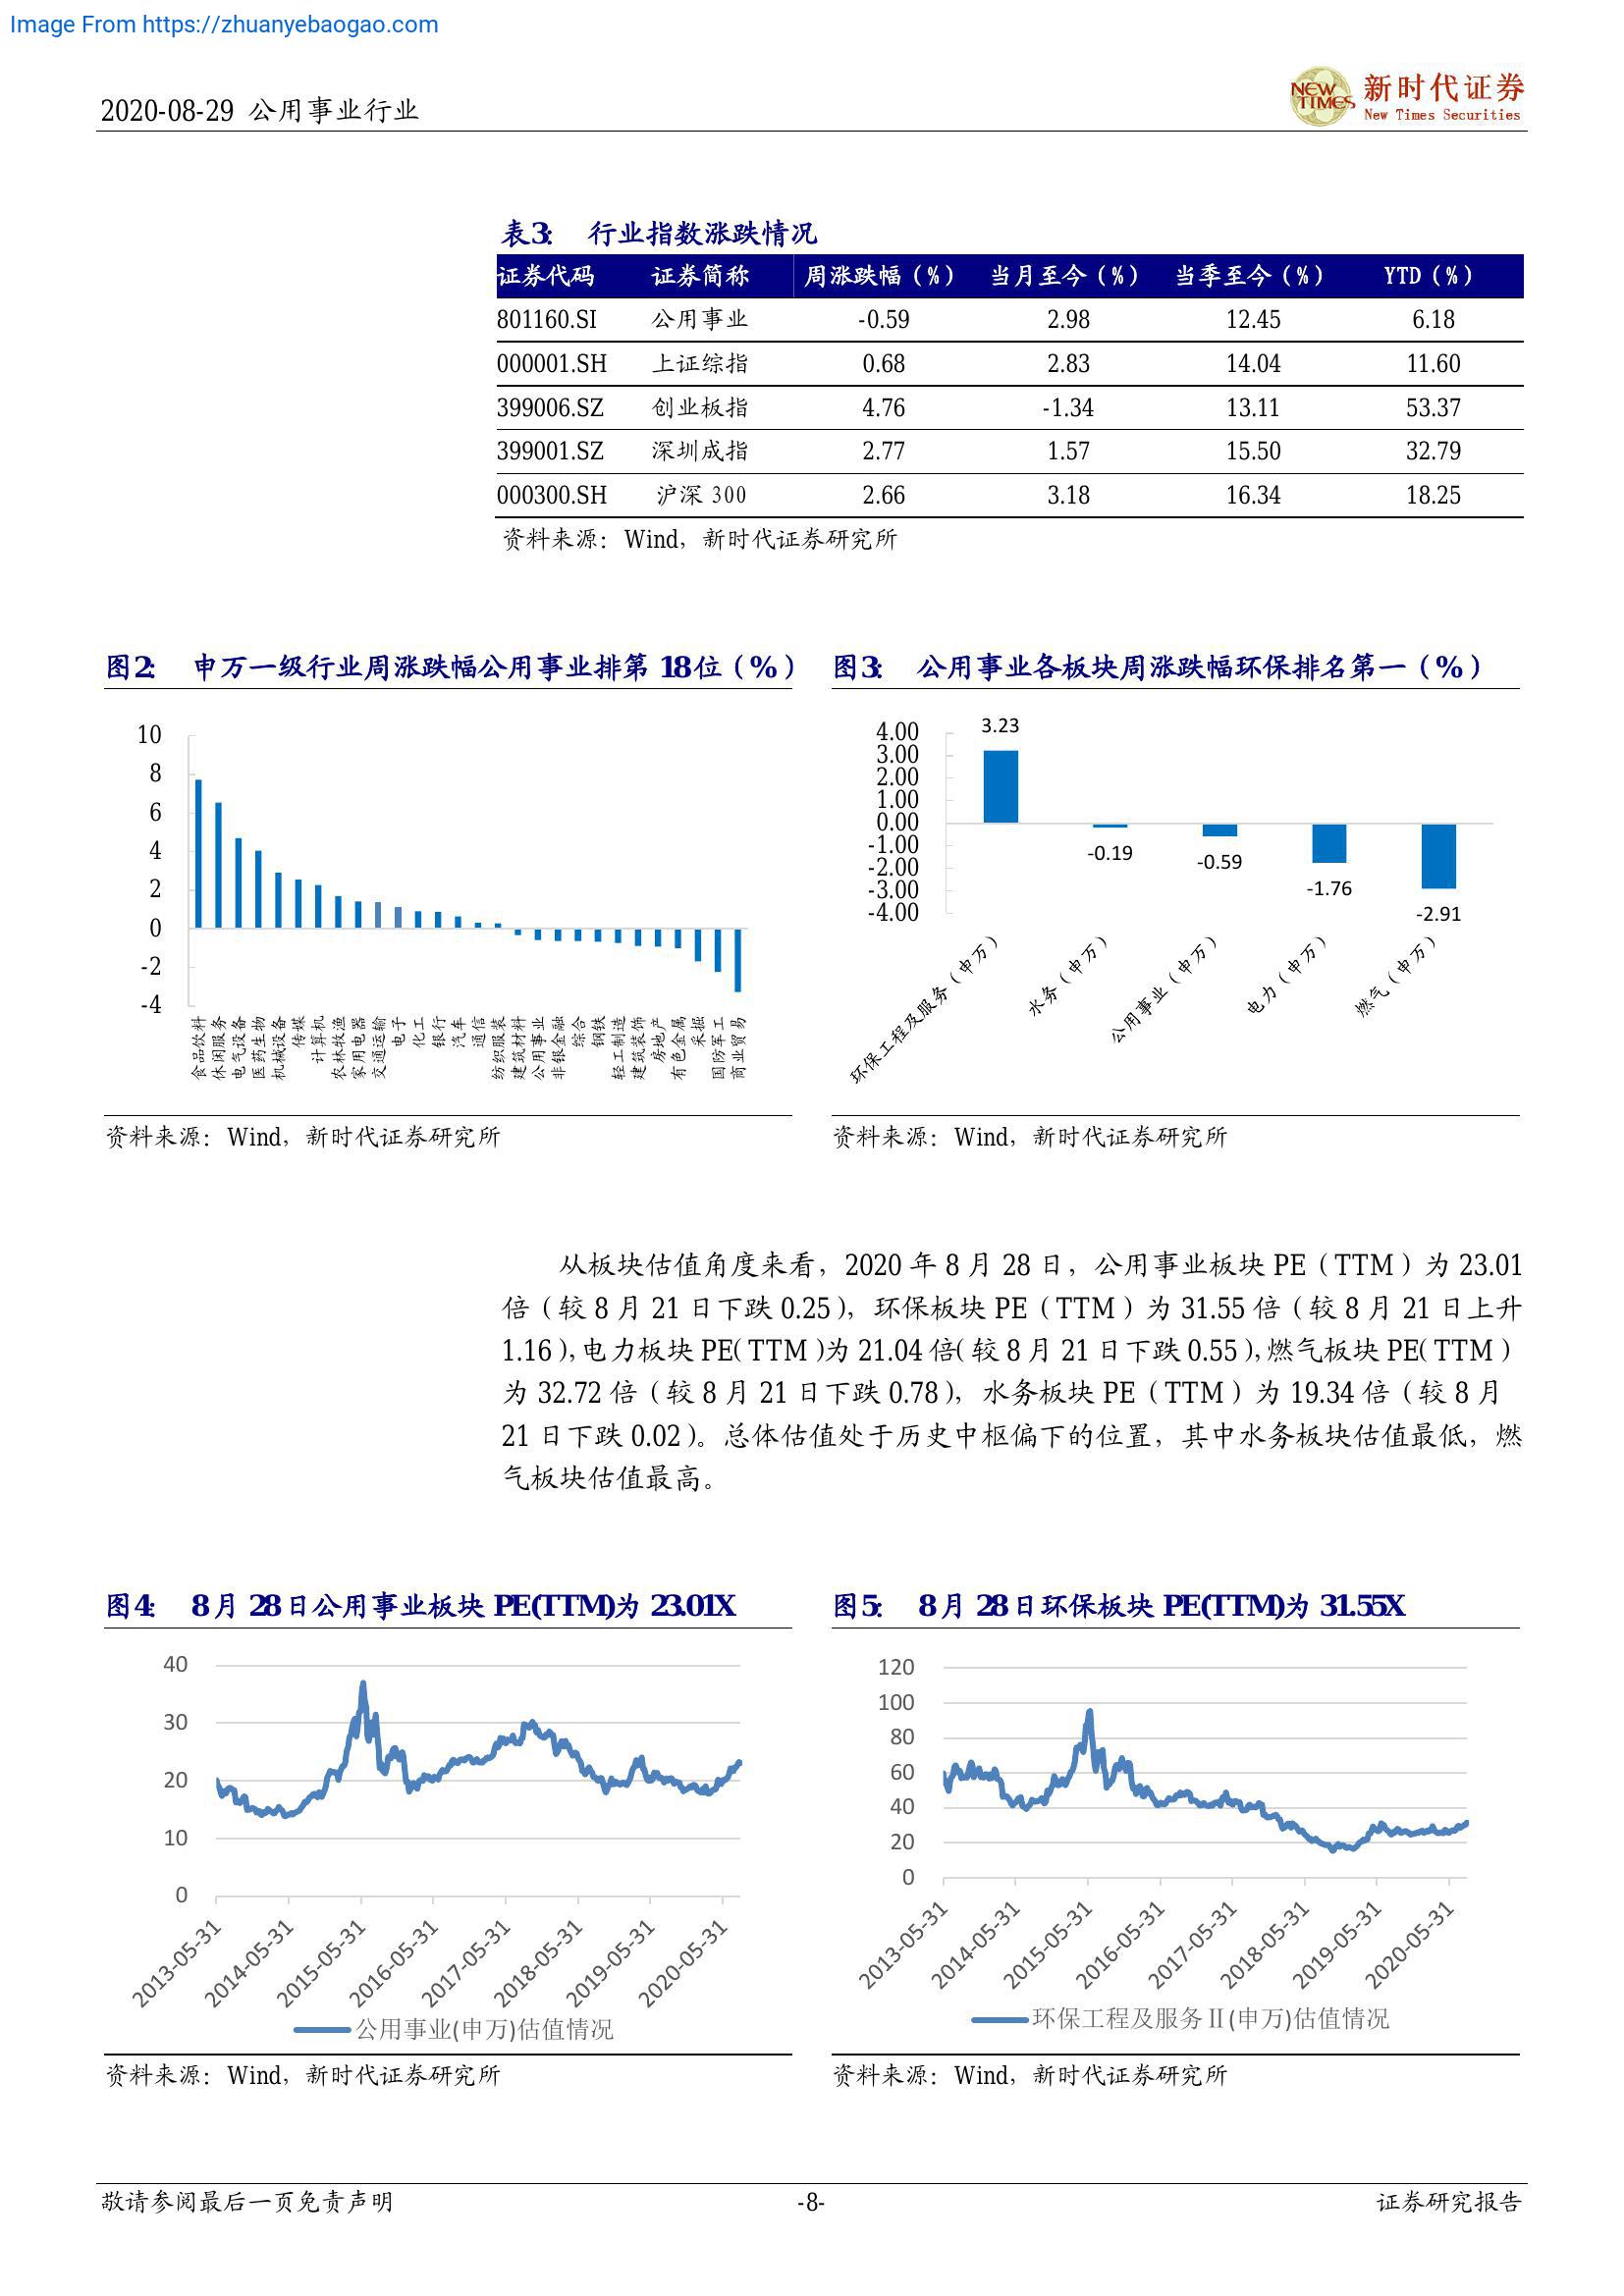 Image From https://zhuanyebaogao.com
2020-08-29 公用事业行业
NEW TIMES
新时代证券
New Times Securities
表3: 行业指数涨跌情况
证券代码 证券简称 周涨跌幅（%） 当月至今（%） 当季至今（%） YTD（%）
801160.SI 公用事业 -0.59 2.98 12.45 6.18
000001.SH 上证综指 0.68 2.83 14.04 11.60
399006.SZ 创业板指 4.76 -1.34 13.11 53.37
399001.SZ 深圳成指 2.77 1.57 15.50 32.79
000300.SH 沪深 300 2.66 3.18 16.34 18.25
资料来源：Wind，新时代证券研究所
图2: 申万一级行业周涨跌幅公用事业排第 18位（%）
10
8
6
4
2
0
-2
-4
食品饮料
休闲服务
电气设备
医药生物
机械设备
传媒
计算机
农林牧渔
家用电器
交通运输
电子
化工
银行
汽车
通信
纺织服装
建筑材料
公用事业
非银金融
综合
钢铁
轻工制造
建筑装饰
房地产
有色金属
采掘
国防军工
商业贸易
资料来源：Wind，新时代证券研究所
图3: 公用事业各板块周涨跌幅环保排名第一（%）
4.00
3.00
2.00
1.00
0.00
-1.00
-2.00
-3.00
-4.00
3.23
-0.19
-0.59
-1.76
-2.91
环保工程及服务（申万）
水务（申万）
公用事业（申万）
电力（申万）
燃气（申万）
资料来源：Wind，新时代证券研究所
从板块估值角度来看，2020 年 8 月 28 日，公用事业板块 PE（TTM）为 23.01
倍（较 8 月 21 日下跌 0.25），环保板块 PE（TTM）为 31.55 倍（较 8 月 21 日上升
1.16），电力板块 PE（TTM）为 21.04 倍（较 8 月 21 日下跌 0.55），燃气板块 PE（TTM）
为 32.72 倍（较 8 月 21 日下跌 0.78），水务板块 PE（TTM）为 19.34 倍（较 8 月
21 日下跌 0.02）。总体估值处于历史中枢偏下的位置，其中水务板块估值最低，燃
气板块估值最高。
图4: 8月 28日公用事业板块 PE(TTM)为 23.01X
40
30
20
10
0
2013-05-31
2014-05-31
2015-05-31
2016-05-31
2017-05-31
2018-05-31
2019-05-31
2020-05-31
公用事业(申万)估值情况
资料来源：Wind，新时代证券研究所
图5: 8月 28日环保板块 PE(TTM)为 31.55X
120
100
80
60
40
20
0
2013-05-31
2014-05-31
2015-05-31
2016-05-31
2017-05-31
2018-05-31
2019-05-31
2020-05-31
环保工程及服务Ⅱ(申万)估值情况
资料来源：Wind，新时代证券研究所
敬请参阅最后一页免责声明 -8- 证券研究报告